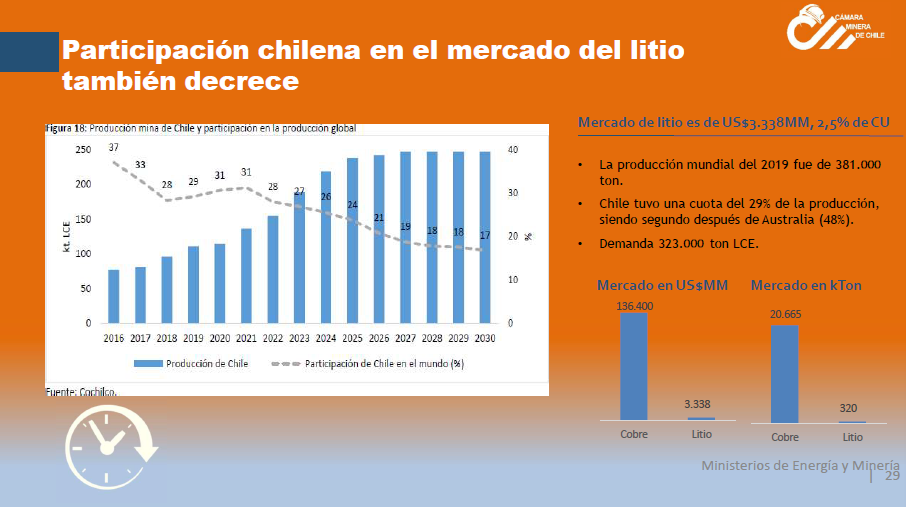 CÁMARA
MINERA
DE CHILE
Participación chilena en el mercado del litio
también decrece
Figura 18: Producción mina de Chile y participación en la producción global
250
200
150
100
50
0
kt. LCE
37
33
28
29
31
31
28
27
26
24
21
19
18
18
17
40
30
20
10
0
%
2016 2017 2018 2019 2020 2021 2022 2023 2024 2025 2026 2027 2028 2029 2030
Producción de Chile
Participación de Chile en el mundo (%)
Fuente: Cochilco.
Mercado de litio es de US$3.338MM, 2,5% de CU
• La producción mundial del 2019 fue de 381.000
ton.
• Chile tuvo una cuota del 29% de la producción,
siendo segundo después de Australia (48%).
• Demanda 323.000 ton LCE.
Mercado en US$MM
136.400
3.338
Cobre
Litio
Mercado en kTon
20.665
320
Cobre
Litio
Ministerios de Energía y Minería
| 29